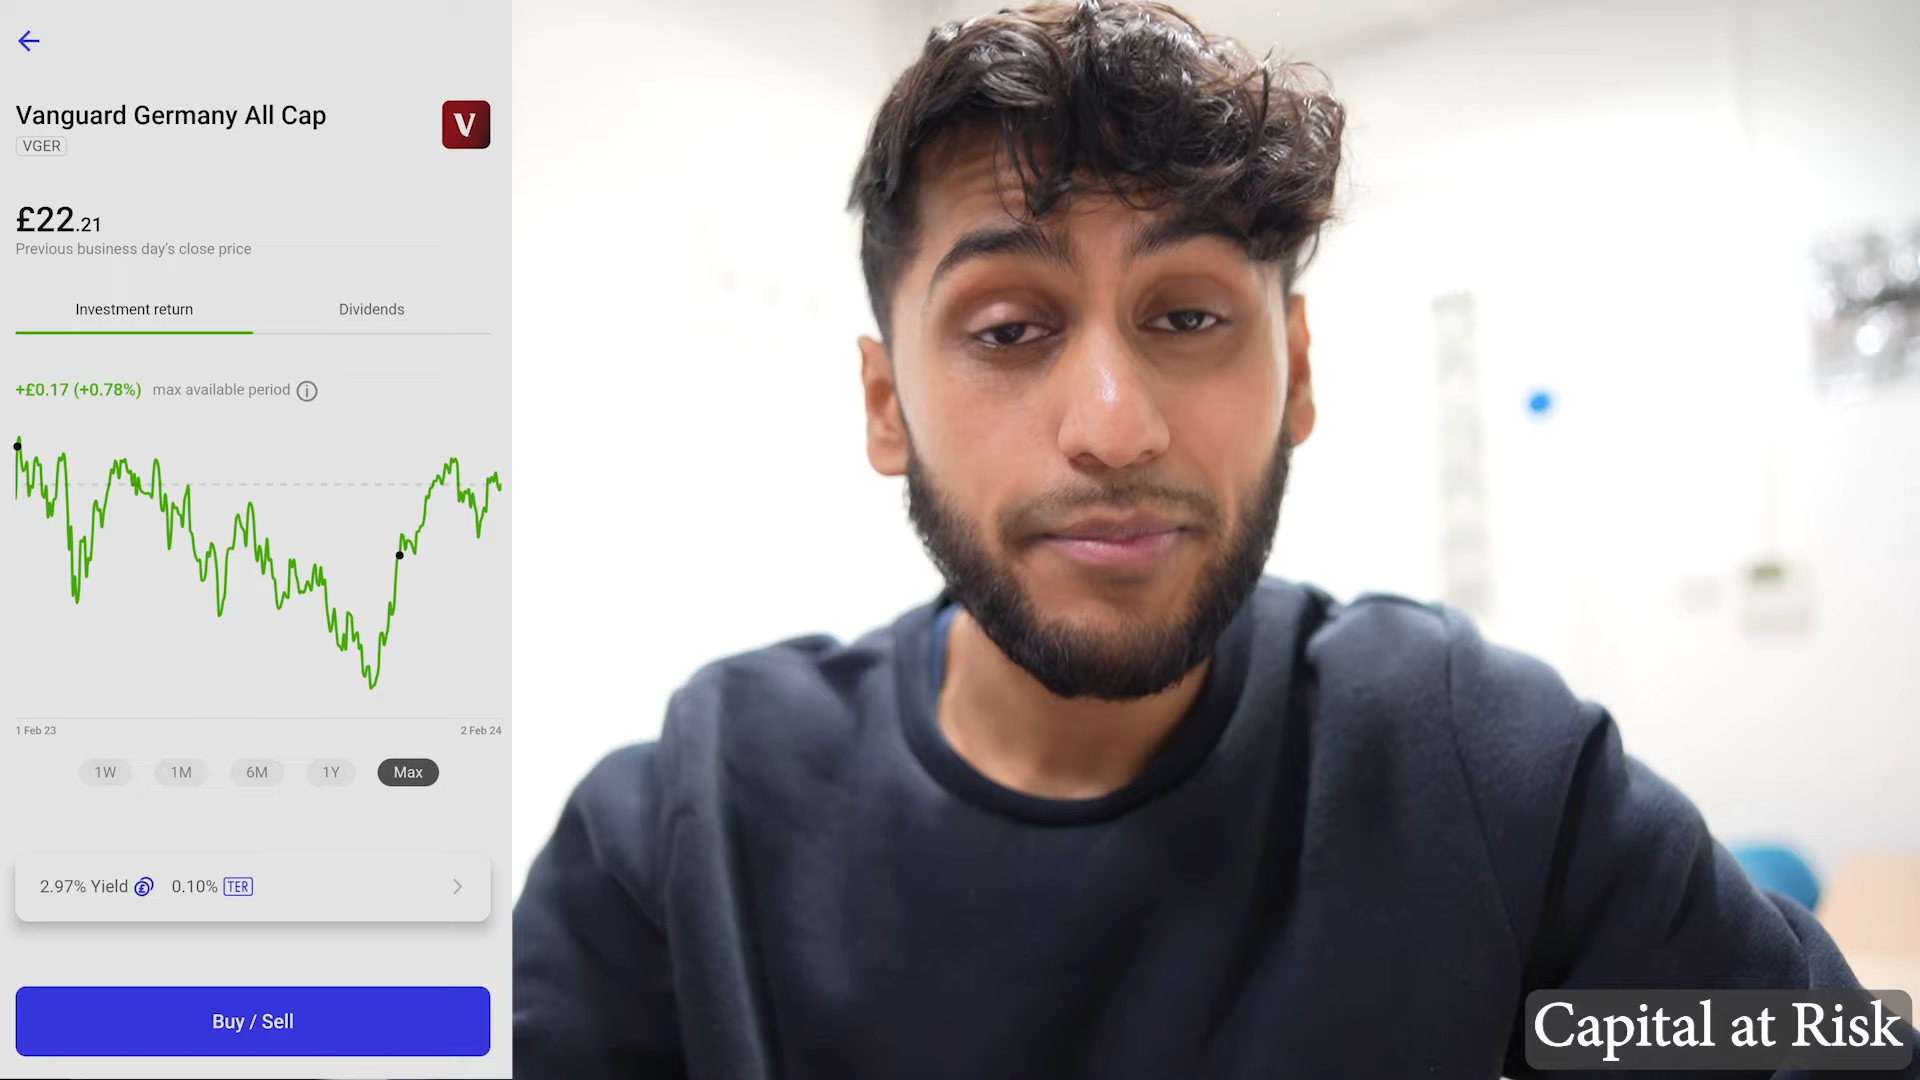 Vanguard Germany All Cap
V
VGER
£22.21
Previous business day's close price
Investment return
Dividends
+£0.17 (+0.78%) max available period i
1 Feb 23
2 Feb 24
1W 1M 6M 1Y Max
2.97% Yield £ 0.10% TER
Buy / Sell
Capital at Risk